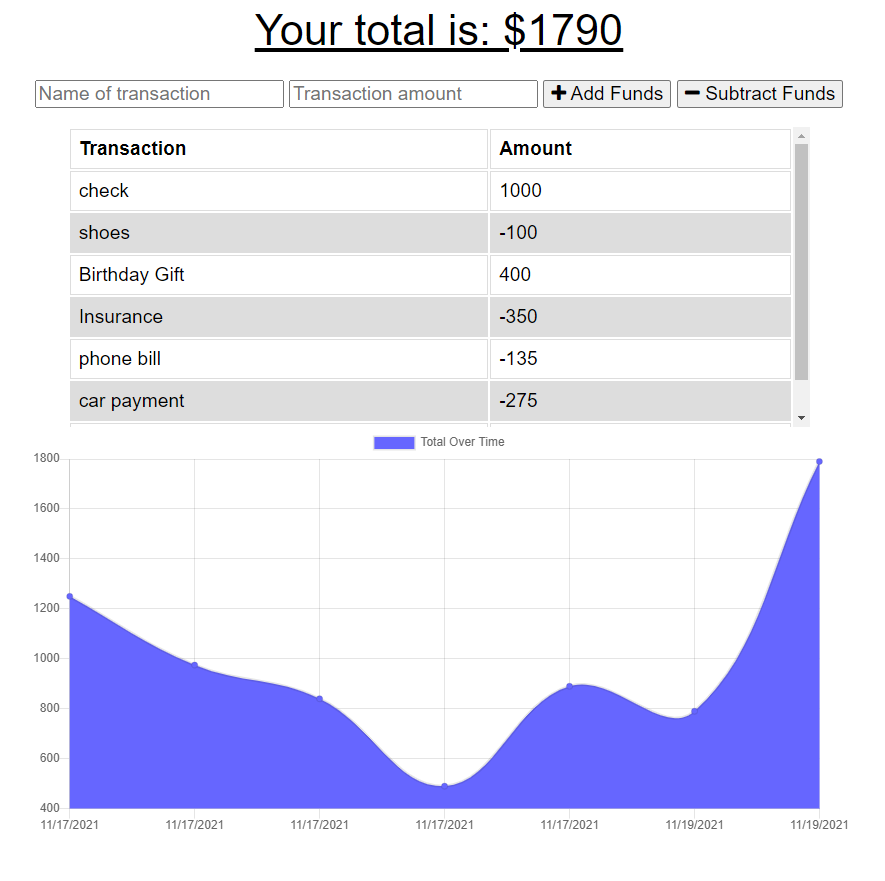 Your total is: $1790
Name of transaction Transaction amount Add Funds Subtract Funds
Transaction Amount
check 1000
shoes -100
Birthday Gift 400
Insurance -350
phone bill -135
car payment -275
Total Over Time
1800
1600
1400
1200
1000
800
600
400
11/17/2021 11/17/2021 11/17/2021 11/17/2021 11/17/2021 11/19/2021 11/19/2021